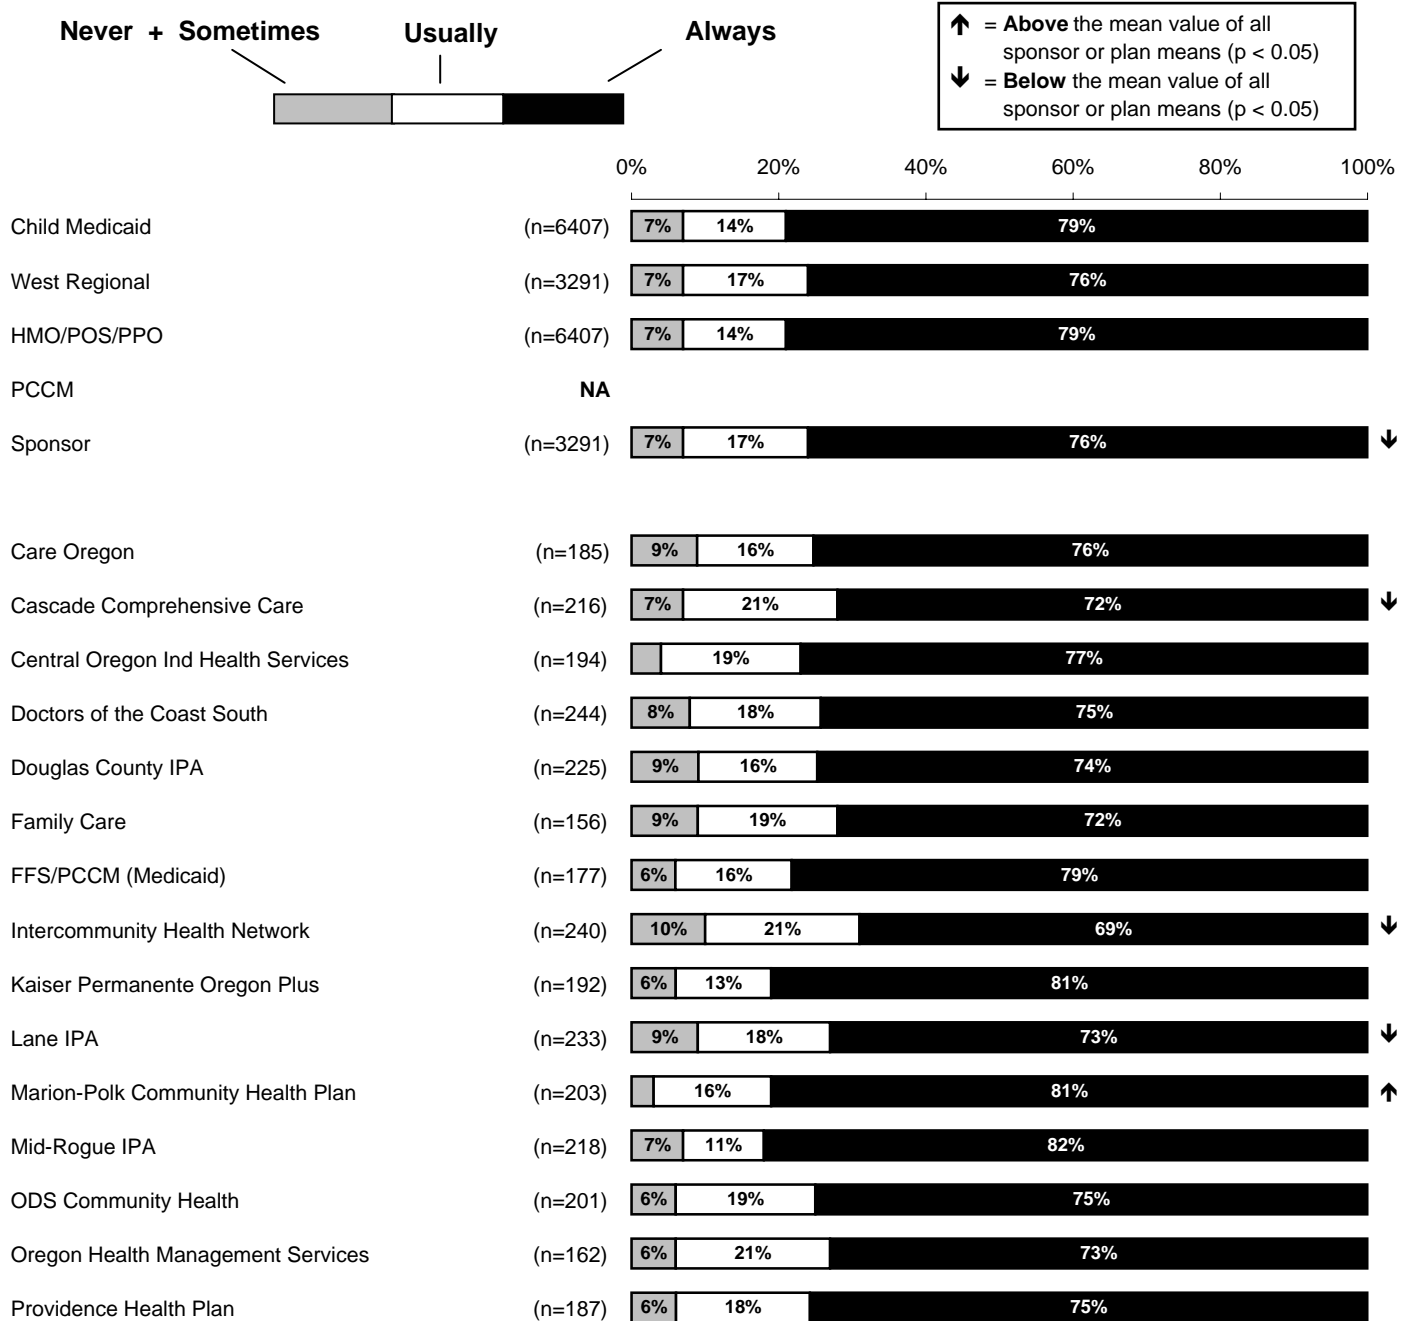 Never + Sometimes Usually Always
↑ = Above the mean value of all
sponsor or plan means (p < 0.05)
↓ = Below the mean value of all
sponsor or plan means (p < 0.05)
0% 20% 40% 60% 80% 100%
Child Medicaid (n=6407) 7% 14% 79%
West Regional (n=3291) 7% 17% 76%
HMO/POS/PPO (n=6407) 7% 14% 79%
PCCM NA
Sponsor (n=3291) 7% 17% 76% ↓
Care Oregon (n=185) 9% 16% 76%
Cascade Comprehensive Care (n=216) 7% 21% 72% ↓
Central Oregon Ind Health Services (n=194) 19% 77%
Doctors of the Coast South (n=244) 8% 18% 75%
Douglas County IPA (n=225) 9% 16% 74%
Family Care (n=156) 9% 19% 72%
FFS/PCCM (Medicaid) (n=177) 6% 16% 79%
Intercommunity Health Network (n=240) 10% 21% 69% ↓
Kaiser Permanente Oregon Plus (n=192) 6% 13% 81%
Lane IPA (n=233) 9% 18% 73% ↓
Marion-Polk Community Health Plan (n=203) 16% 81% ↑
Mid-Rogue IPA (n=218) 7% 11% 82%
ODS Community Health (n=201) 6% 19% 75%
Oregon Health Management Services (n=162) 6% 21% 73%
Providence Health Plan (n=187) 6% 18% 75%